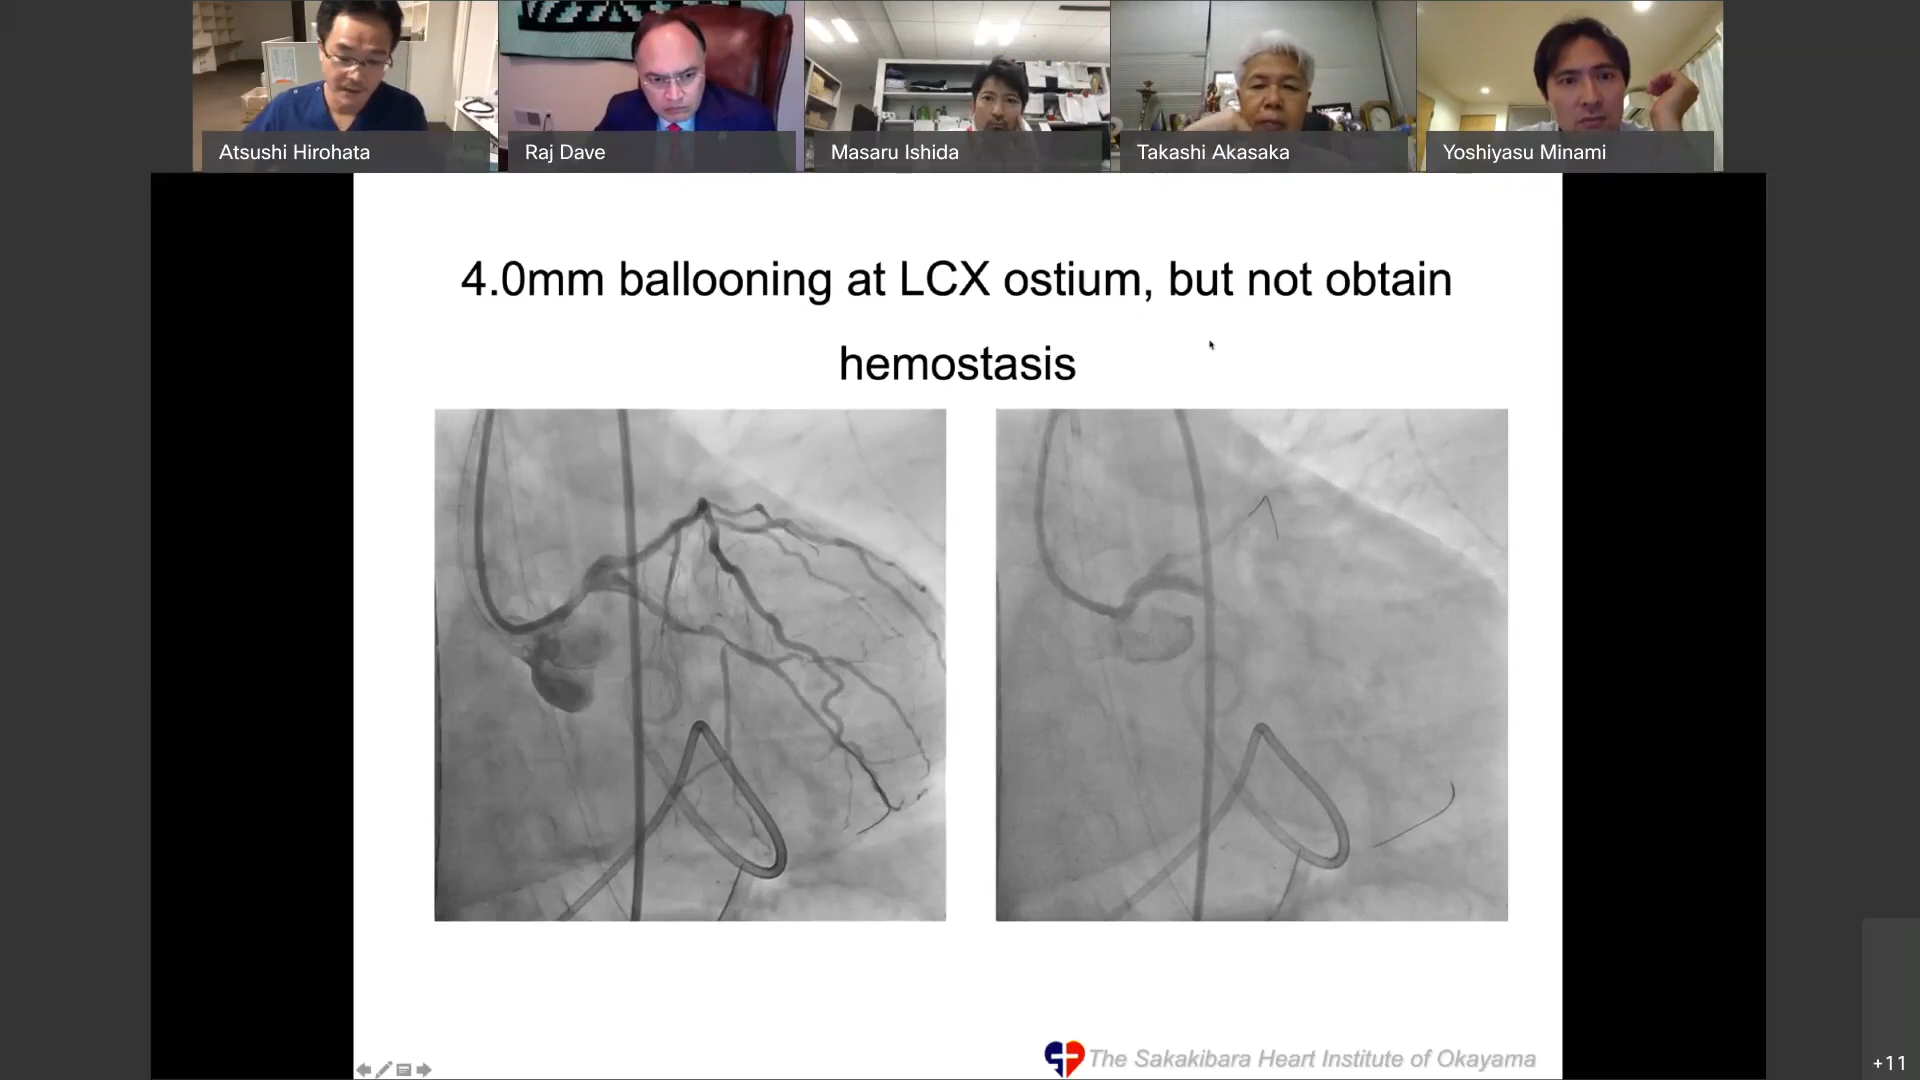 Atsushi Hirohata
Raj Dave
Masaru Ishida
Takashi Akasaka
Yoshiyasu Minami
4.0mm ballooning at LCX ostium, but not obtain
hemostasis
The Sakakibara Heart Institute of Okayama
+11